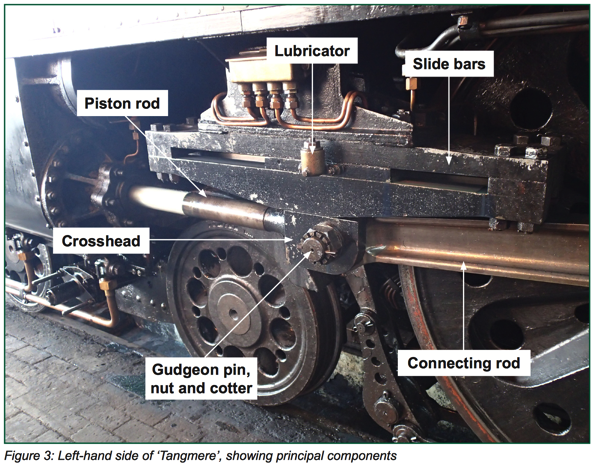 Lubricator
Slide bars
Piston rod
Crosshead
Gudgeon pin,
nut and cotter
Connecting rod
Figure 3: Left-hand side of ‘Tangmere’, showing principal components